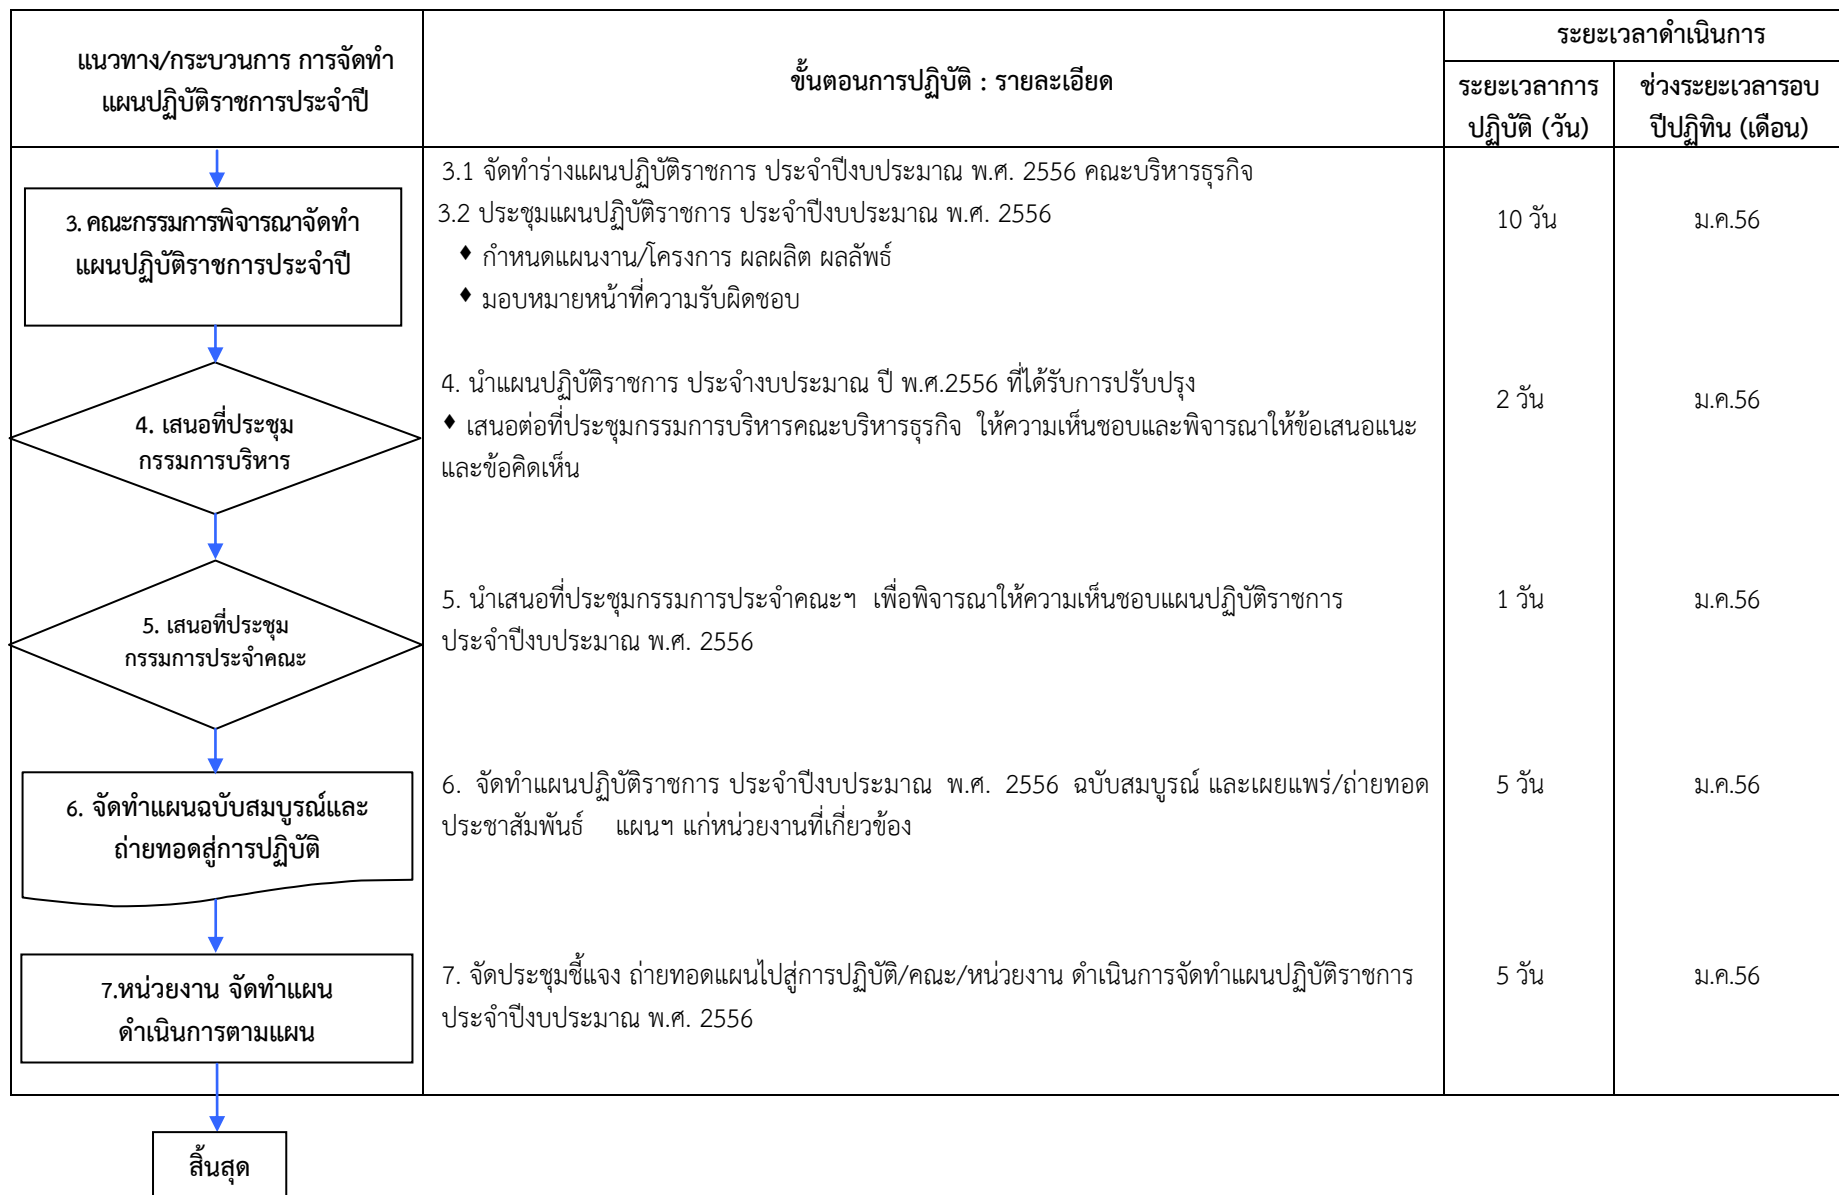 แนวทาง/กระบวนการ การจัดทำ
แผนปฏิบัติราชการประจำปี
ขั้นตอนการปฏิบัติ : รายละเอียด
ระยะเวลาดำเนินการ
ระยะเวลาการ
ปฏิบัติ (วัน)
ช่วงระยะเวลารอบ
ปีปฏิทิน (เดือน)
3. คณะกรรมการพิจารณาจัดทำ
แผนปฏิบัติราชการประจำปี
3.1 จัดทำร่างแผนปฏิบัติราชการ ประจำปีงบประมาณ พ.ศ. 2556 คณะบริหารธุรกิจ
3.2 ประชุมแผนปฏิบัติราชการ ประจำปีงบประมาณ พ.ศ. 2556
♦ กำหนดแผนงาน/โครงการ ผลผลิต ผลลัพธ์
♦ มอบหมายหน้าที่ความรับผิดชอบ
10 วัน
ม.ค.56
4. เสนอที่ประชุม
กรรมการบริหาร
4. นำแผนปฏิบัติราชการ ประจำงบประมาณ ปี พ.ศ.2556 ที่ได้รับการปรับปรุง
♦ เสนอต่อที่ประชุมกรรมการบริหารคณะบริหารธุรกิจ ให้ความเห็นชอบและพิจารณาให้ข้อเสนอแนะ
และข้อคิดเห็น
2 วัน
ม.ค.56
5. เสนอที่ประชุม
กรรมการประจำคณะ
5. นำเสนอที่ประชุมกรรมการประจำคณะฯ เพื่อพิจารณาให้ความเห็นชอบแผนปฏิบัติราชการ
ประจำปีงบประมาณ พ.ศ. 2556
1 วัน
ม.ค.56
6. จัดทำแผนฉบับสมบูรณ์และ
ถ่ายทอดสู่การปฏิบัติ
6. จัดทำแผนปฏิบัติราชการ ประจำปีงบประมาณ พ.ศ. 2556 ฉบับสมบูรณ์ และเผยแพร่/ถ่ายทอด
ประชาสัมพันธ์ แผนฯ แก่หน่วยงานที่เกี่ยวข้อง
5 วัน
ม.ค.56
7.หน่วยงาน จัดทำแผน
ดำเนินการตามแผน
7. จัดประชุมชี้แจง ถ่ายทอดแผนไปสู่การปฏิบัติ/คณะ/หน่วยงาน ดำเนินการจัดทำแผนปฏิบัติราชการ
ประจำปีงบประมาณ พ.ศ. 2556
5 วัน
ม.ค.56
สิ้นสุด